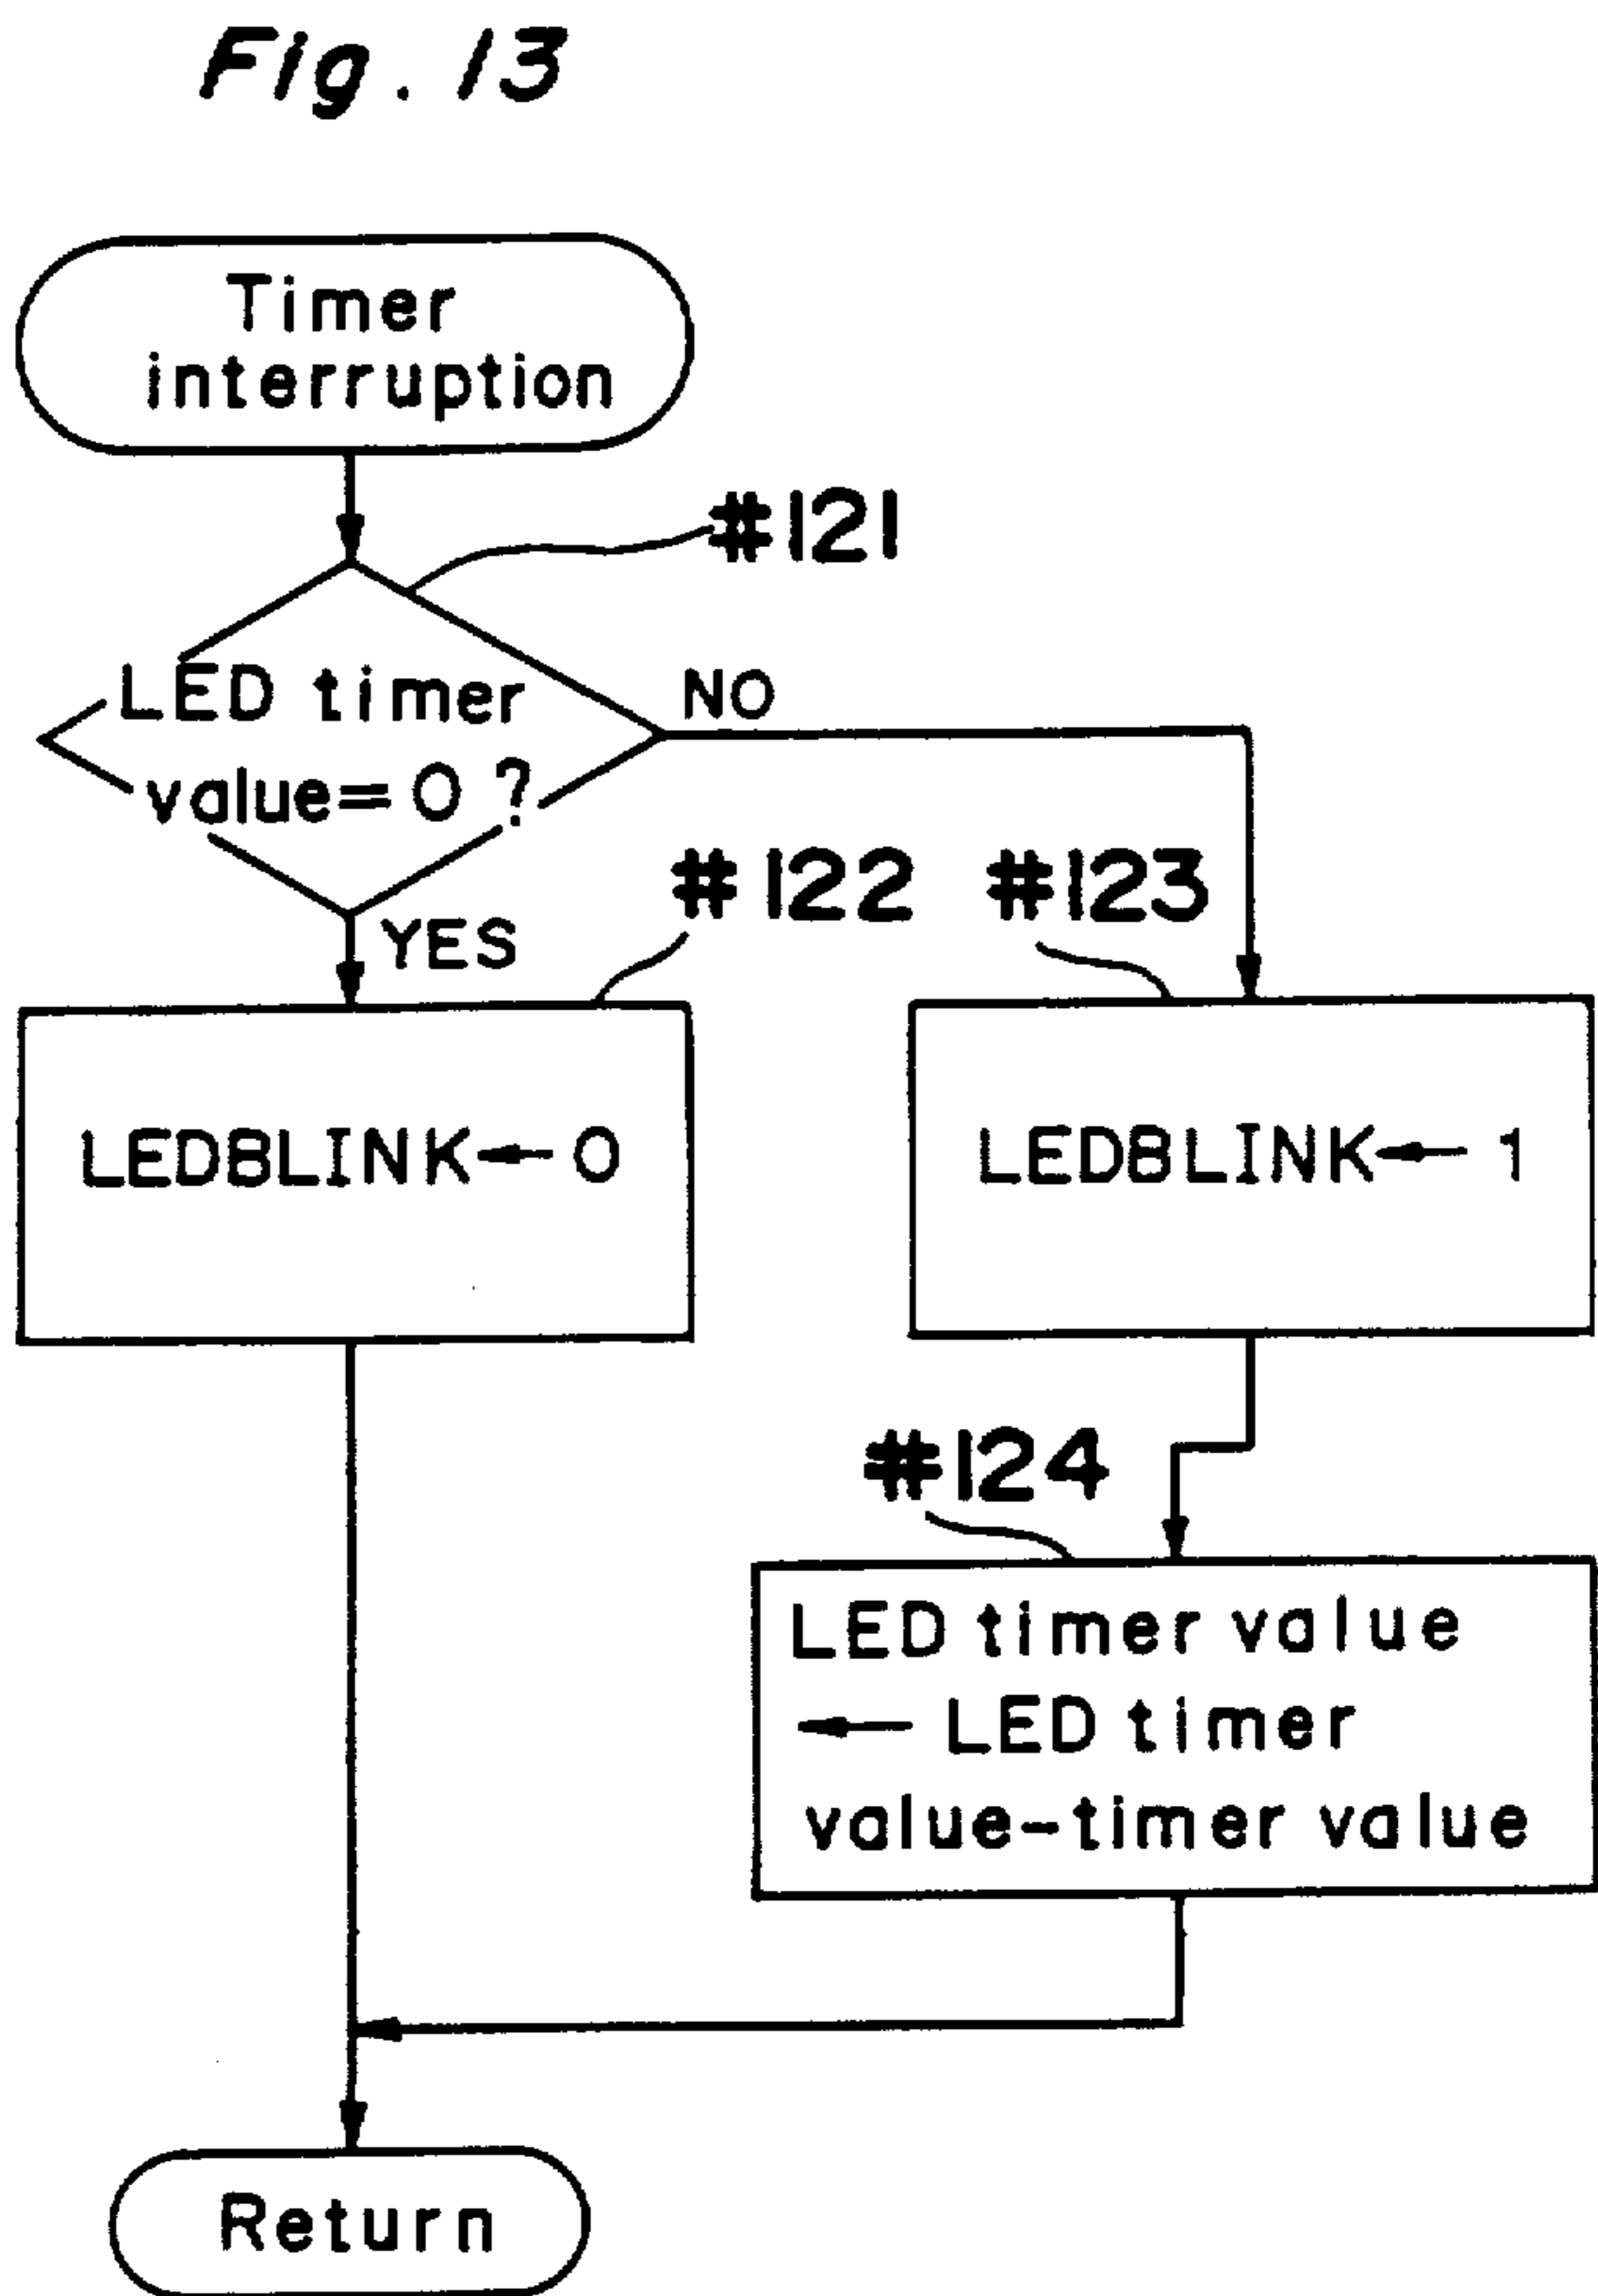 Fig. 13
Timer
interruption
#121
LED timer
value=0 ?
NO
YES
#122
#123
LEDBLINK←0
LEDBLINK← 1
#124
LED timer value
← LED timer
value-timer value
Return